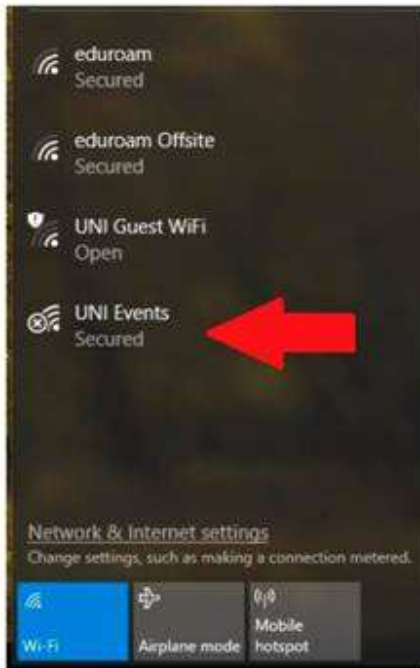 eduroam
Secured
eduroam Offsite
Secured
UNI Guest WiFi
Open
UNI Events
Secured
Network & Internet settings
Change settings, such as making a connection metered.
Wi-Fi
Airplane mode
Mobile
hotspot